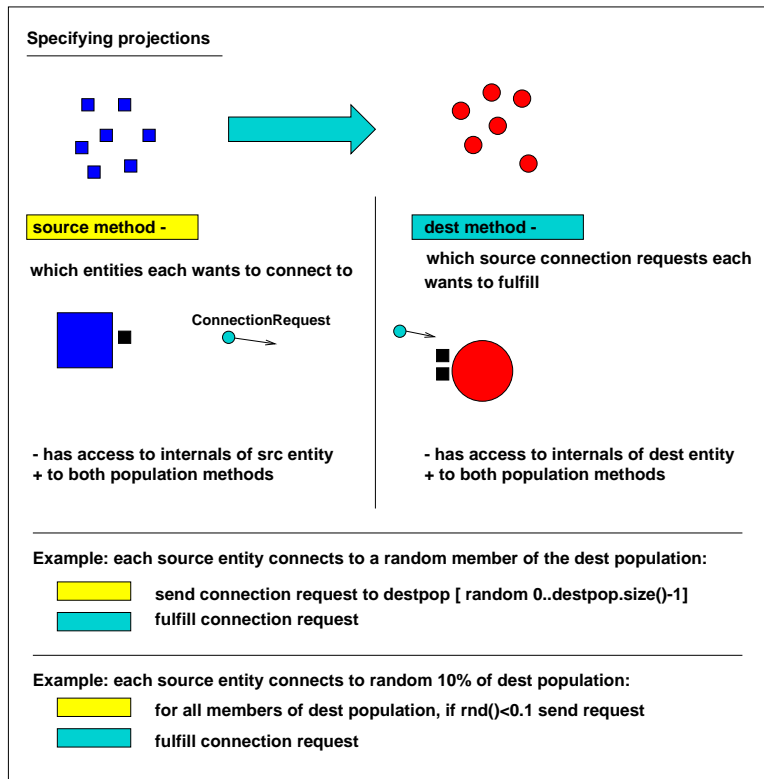 Specifying projections
source method -
which entities each wants to connect to
ConnectionRequest
- has access to internals of src entity
+ to both population methods
dest method -
which source connection requests each
wants to fulfill
- has access to internals of dest entity
+ to both population methods
Example: each source entity connects to a random member of the dest population:
send connection request to destpop [ random 0..destpop.size()-1]
fulfill connection request
Example: each source entity connects to random 10% of dest population:
for all members of dest population, if rnd()<0.1 send request
fulfill connection request